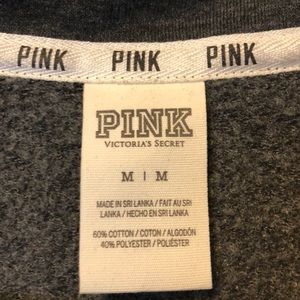 PINK PINK PINK
PINK
VICTORIA'S SECRET
M | M
MADE IN SRI LANKA / FAIT AU SRI
LANKA / HECHO EN SRI LANKA
60% COTTON / COTON / ALGODÓN
40% POLYESTER / POLIÉSTER